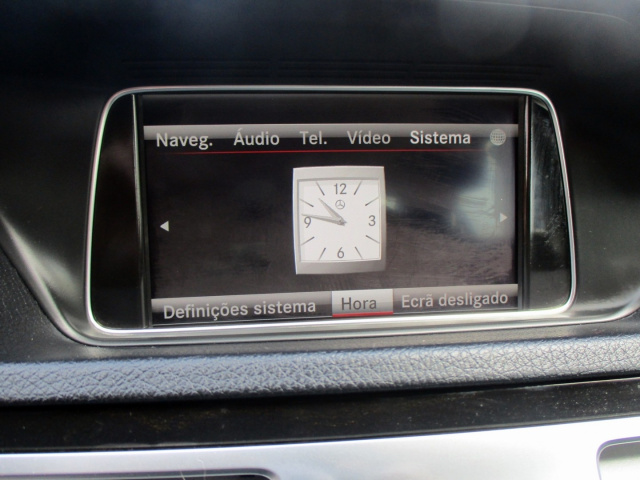 Naveg. Áudio Tel. Vídeo Sistema
12
9 3
6
Definições sistema Hora Ecrã desligado